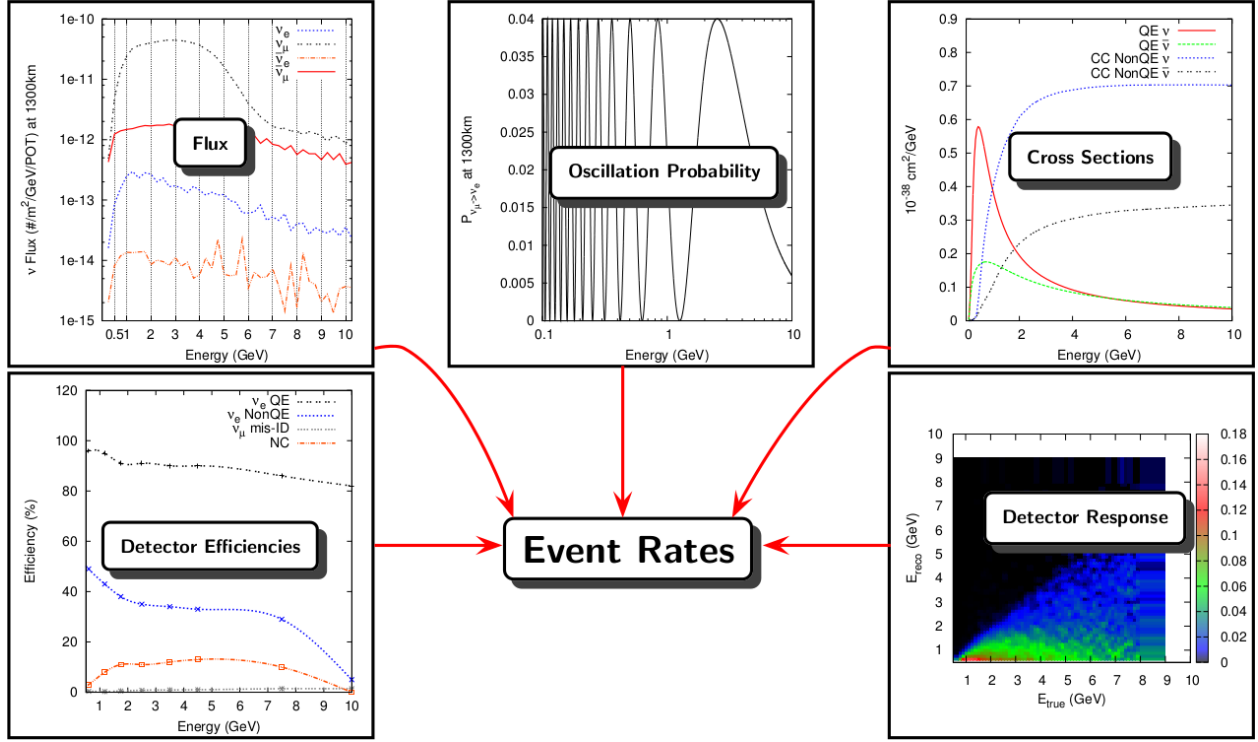 1e-10
1e-11
1e-12
1e-13
1e-14
1e-15
ν Flux (#/m²/GeV/POT) at 1300km
νₑ
ν_μ
ν̄ₑ
ν̄_μ
Flux
0.51 1 2 3 4 5 6 7 8 9 10
Energy (GeV)
0.04
0.035
0.03
0.025
0.02
0.015
0.01
0.005
0
P_{ν_μ->νₑ} at 1300km
Oscillation Probability
0.1 1 10
Energy (GeV)
0.9
0.8
0.7
0.6
0.5
0.4
0.3
0.2
0.1
0
10⁻³⁸ cm²/GeV
QE ν
QE ν̄
CC NonQE ν
CC NonQE ν̄
Cross Sections
0 2 4 6 8 10
Energy (GeV)
120
100
80
60
40
20
0
Efficiency (%)
νₑ QE
νₑ NonQE
ν_μ mis-ID
NC
Detector Efficiencies
1 2 3 4 5 6 7 8 9 10
Energy (GeV)
Event Rates
10
9
8
7
6
5
4
3
2
1
E_reco (GeV)
Detector Response
1 2 3 4 5 6 7 8 9 10
E_true (GeV)
0.18
0.16
0.14
0.12
0.1
0.08
0.06
0.04
0.02
0